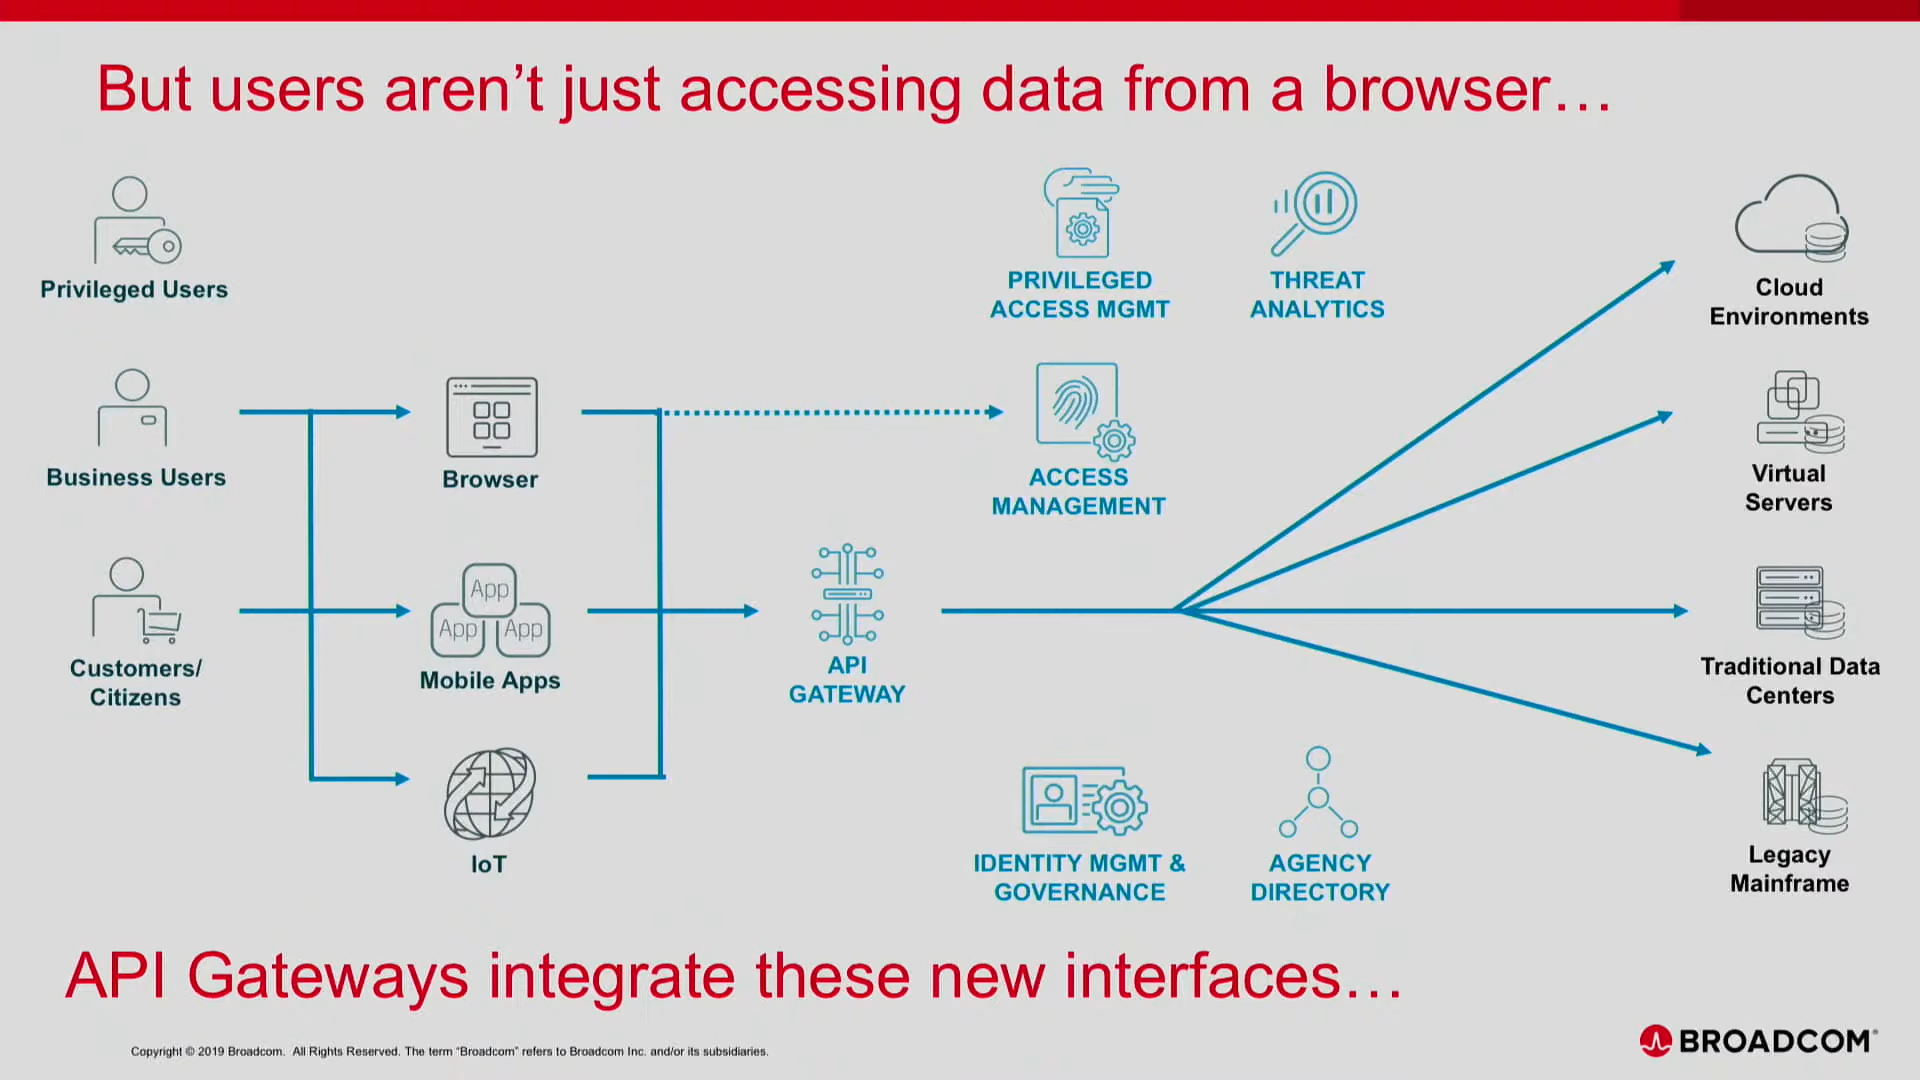 But users aren’t just accessing data from a browser…
Privileged Users
PRIVILEGED
ACCESS MGMT
THREAT
ANALYTICS
Cloud
Environments
Business Users
Browser
ACCESS
MANAGEMENT
Virtual
Servers
App
App
App
Customers/
Citizens
Mobile Apps
API
GATEWAY
Traditional Data
Centers
IoT
IDENTITY MGMT &
GOVERNANCE
AGENCY
DIRECTORY
Legacy
Mainframe
API Gateways integrate these new interfaces…
Copyright © 2019 Broadcom. All Rights Reserved. The term “Broadcom” refers to Broadcom Inc. and/or its subsidiaries.
BROADCOM®